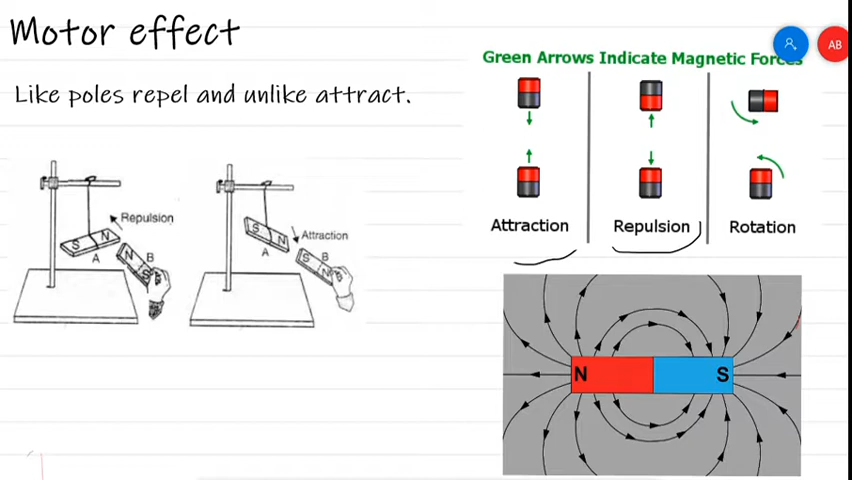 Motor effect
Like poles repel and unlike attract.
Repulsion
S N
A
N
B
S
Attraction
S N
A
S
B
N
Green Arrows Indicate Magnetic Forces
AB
Attraction
Repulsion
Rotation
N S